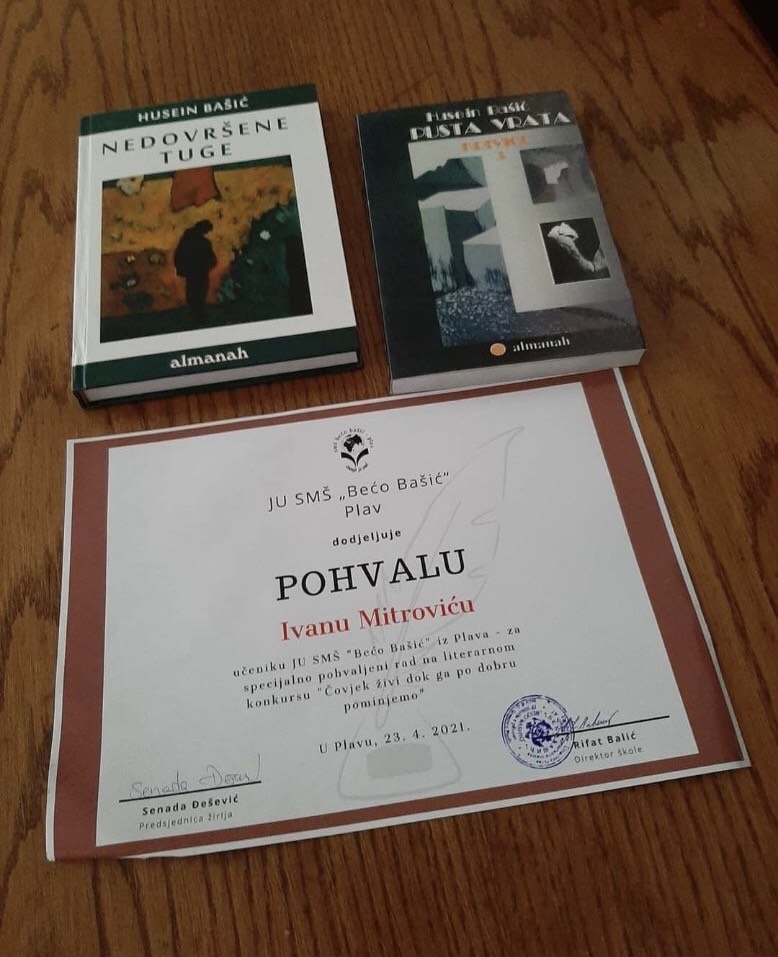 HUSEIN BAŠIĆ
NEDOVRŠENE
TUGE
almanah
Husein Bašić
PUSTA VRATA
3
almanah
JU SMŠ „Bećo Bašić“
Plav
dodjeljuje
POHVALU
Ivanu Mitroviću
učeniku JU SMŠ "Bećo Bašić" iz Plava - za
specijalno pohvaljeni rad na literarnom
konkursu "Čovjek živi dok ga po dobru
pominjemo"
U Plavu, 23. 4. 2021.
Senada Dešević
Predsjednica žirija
Rifat Balić
Direktor škole